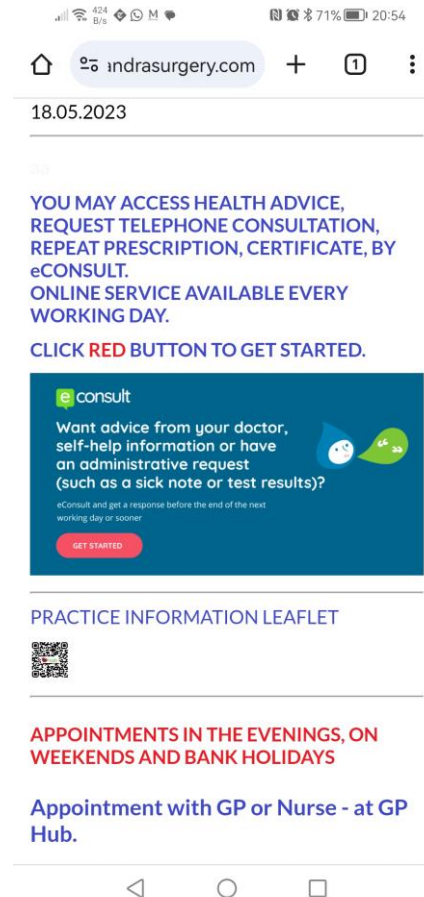 424
B/s
71%
20:54
andrasurgery.com
1
18.05.2023
YOU MAY ACCESS HEALTH ADVICE,
REQUEST TELEPHONE CONSULTATION,
REPEAT PRESCRIPTION, CERTIFICATE, BY
eCONSULT.
ONLINE SERVICE AVAILABLE EVERY
WORKING DAY.
CLICK RED BUTTON TO GET STARTED.
e consult
Want advice from your doctor,
self-help information or have
an administrative request
(such as a sick note or test results)?
eConsult and get a response before the end of the next
working day or sooner
GET STARTED
PRACTICE INFORMATION LEAFLET
APPOINTMENTS IN THE EVENINGS, ON
WEEKENDS AND BANK HOLIDAYS
Appointment with GP or Nurse - at GP
Hub.